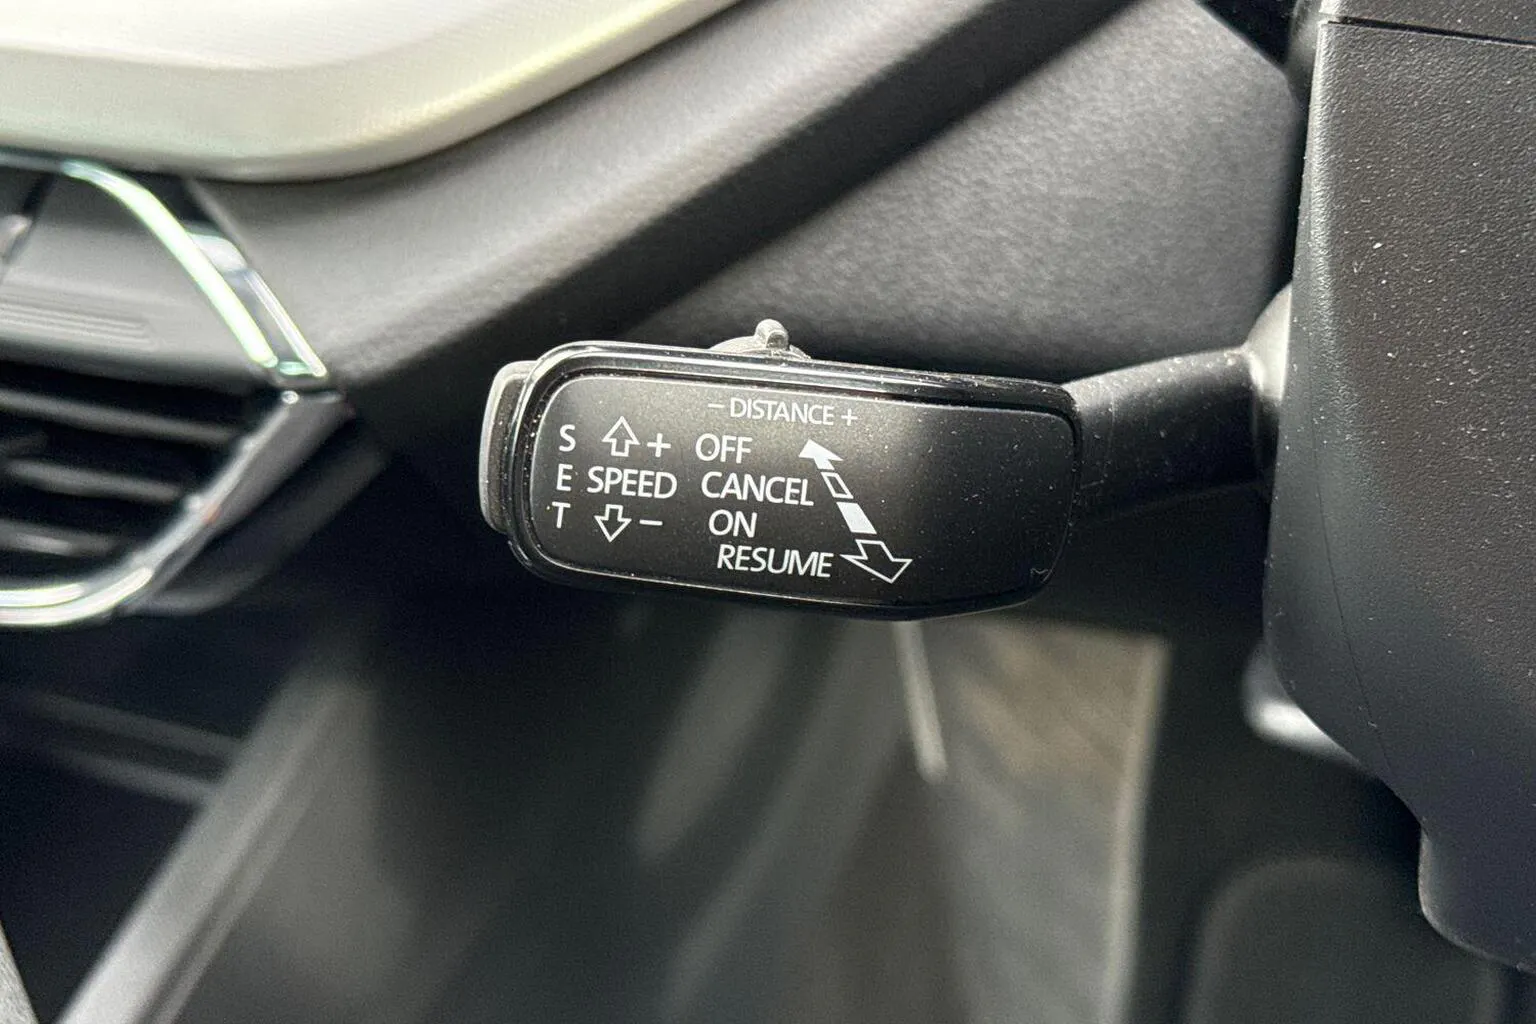 − DISTANCE +
S + OFF
E SPEED CANCEL
T − ON
RESUME